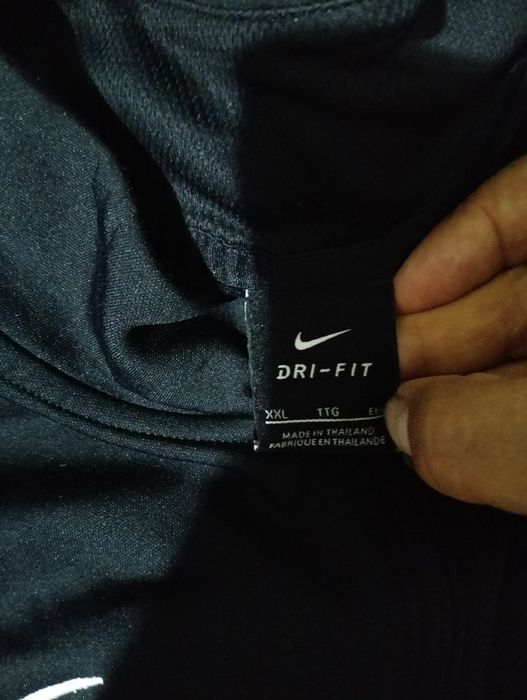 DRI-FIT
XXL TTG
MADE IN THAILAND
FABRIQUE EN THAILANDE